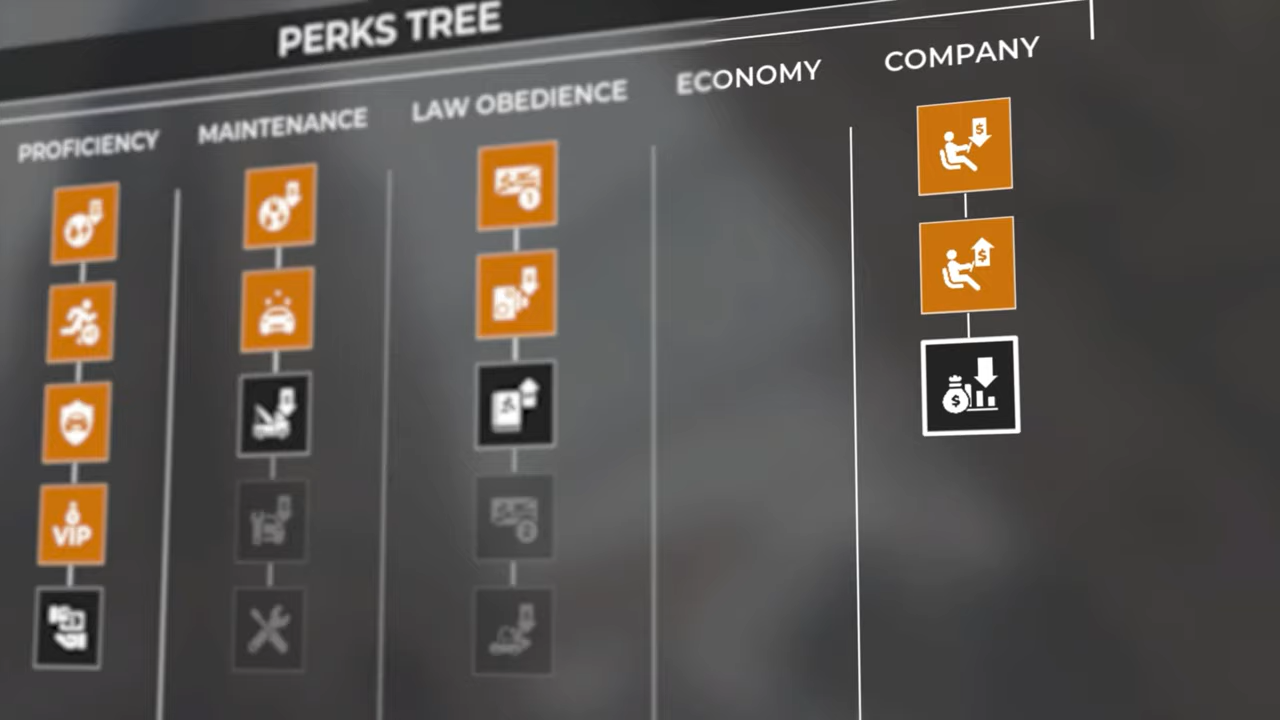 PERKS TREE
PROFICIENCY
MAINTENANCE
LAW OBEDIENCE
ECONOMY
COMPANY
$
$
$
VIP